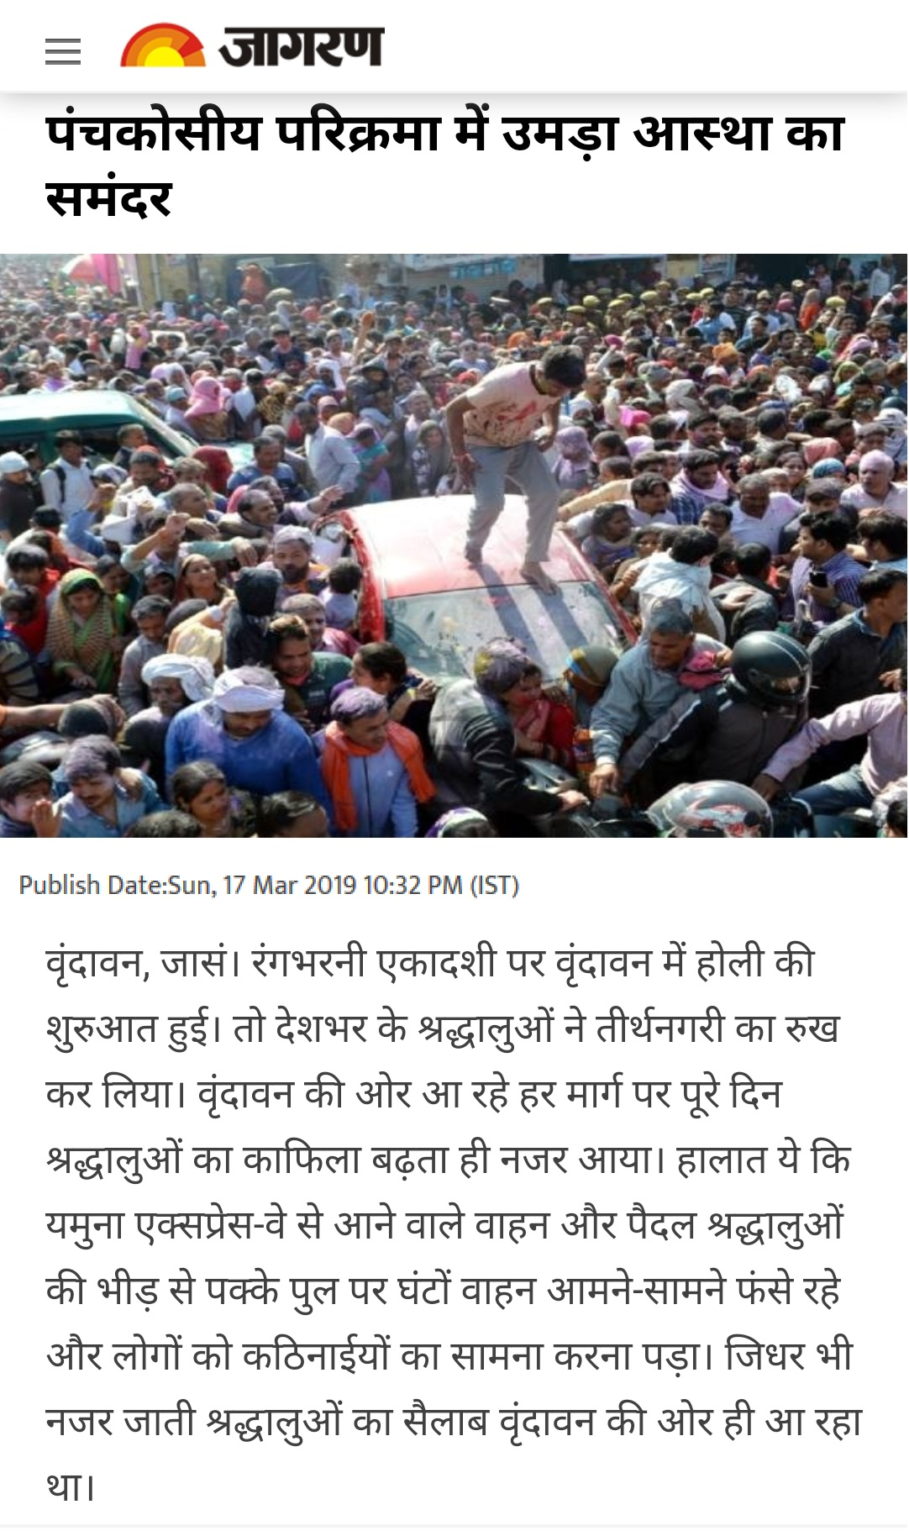 जागरण
पंचकोसीय परिक्रमा में उमड़ा आस्था का
समंदर
Publish Date:Sun, 17 Mar 2019 10:32 PM (IST)
वृंदावन, जासं। रंगभरनी एकादशी पर वृंदावन में होली की
शुरुआत हुई। तो देशभर के श्रद्धालुओं ने तीर्थनगरी का रुख
कर लिया। वृंदावन की ओर आ रहे हर मार्ग पर पूरे दिन
श्रद्धालुओं का काफिला बढ़ता ही नजर आया। हालात ये कि
यमुना एक्सप्रेस-वे से आने वाले वाहन और पैदल श्रद्धालुओं
की भीड़ से पक्के पुल पर घंटों वाहन आमने-सामने फंसे रहे
और लोगों को कठिनाईयों का सामना करना पड़ा। जिधर भी
नजर जाती श्रद्धालुओं का सैलाब वृंदावन की ओर ही आ रहा
था।